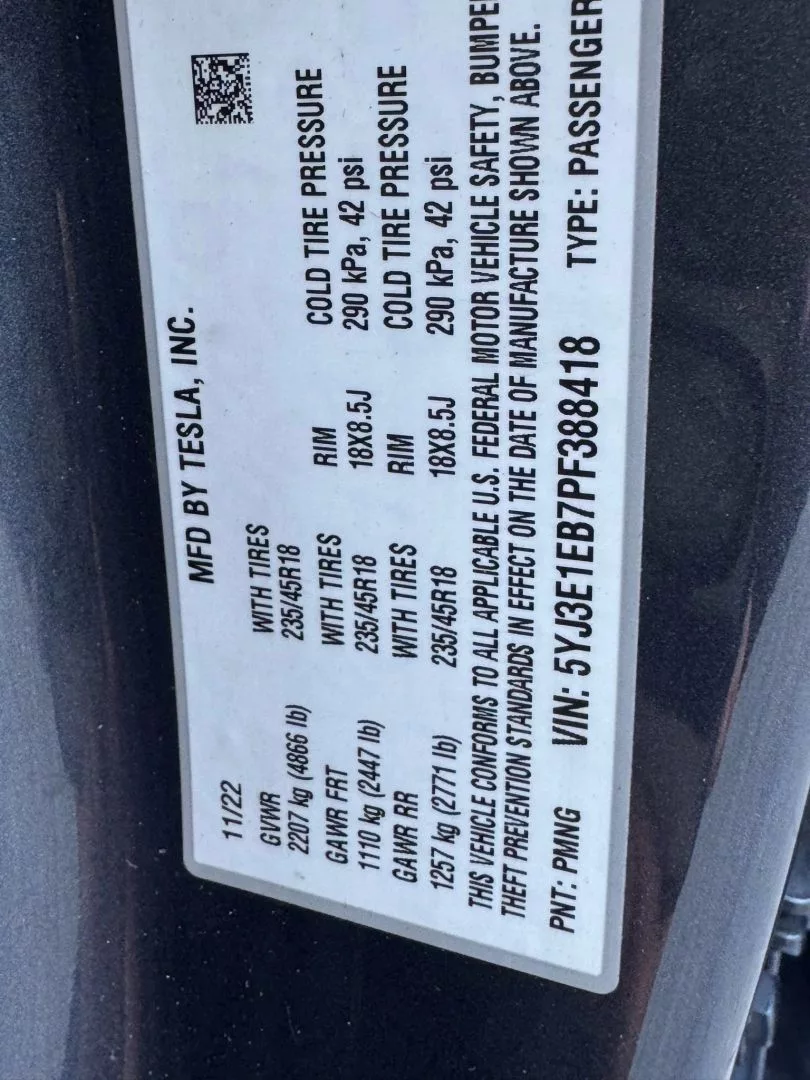 MFD BY TESLA, INC.
11/22
GVWR WITH TIRES
2207 kg (4866 lb) 235/45R18
GAWR FRT WITH TIRES RIM COLD TIRE PRESSURE
1110 kg (2447 lb) 235/45R18 18X8.5J 290 kPa, 42 psi
GAWR RR WITH TIRES RIM COLD TIRE PRESSURE
1257 kg (2771 lb) 235/45R18 18X8.5J 290 kPa, 42 psi
THIS VEHICLE CONFORMS TO ALL APPLICABLE U.S. FEDERAL MOTOR VEHICLE SAFETY, BUMPE
THEFT PREVENTION STANDARDS IN EFFECT ON THE DATE OF MANUFACTURE SHOWN ABOVE.
PNT: PMNG VIN: 5YJ3E1EB7PF388418 TYPE: PASSENGER